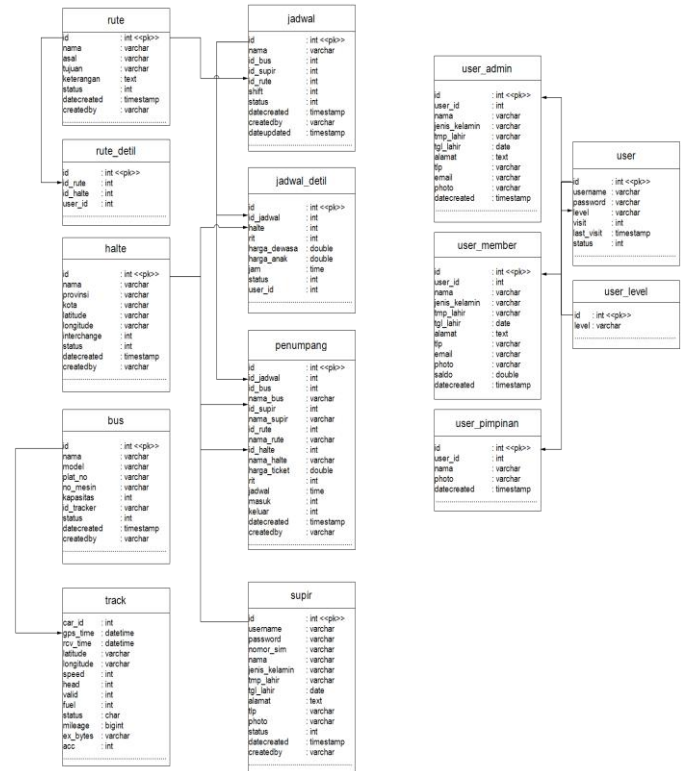 rute
id : int <<pk>>
nama : varchar
asal : varchar
tujuan : varchar
keterangan : text
status : int
datecreated : timestamp
createdby : varchar
rute_detil
id : int <<pk>>
id_rute : int
id_halte : int
user_id : int
halte
id : int <<pk>>
nama : varchar
provinsi : varchar
kota : varchar
latitude : varchar
longitude : varchar
interchange : int
status : int
datecreated : timestamp
createdby : varchar
bus
id : int <<pk>>
nama : varchar
model : varchar
plat_no : varchar
no_mesin : varchar
kapasitas : int
id_tracker : varchar
status : int
datecreated : timestamp
createdby : varchar
track
car_id : int
gps_time : datetime
rcv_time : datetime
latitude : varchar
longitude : varchar
speed : int
head : int
valid : int
fuel : int
status : char
mileage : bigint
ex_bytes : varchar
acc : int
jadwal
id : int <<pk>>
nama : varchar
id_bus : int
id_supir : int
id_rute : int
shift : int
status : int
datecreated : timestamp
createdby : varchar
dateupdated : timestamp
jadwal_detil
id : int <<pk>>
id_jadwal : int
halte : int
rit : int
harga_dewasa : double
harga_anak : double
jam : time
status : int
user_id : int
penumpang
id : int <<pk>>
id_jadwal : int
id_bus : int
nama_bus : varchar
id_supir : int
nama_supir : varchar
id_rute : int
nama_rute : varchar
id_halte : int
nama_halte : varchar
harga_ticket : double
rit : int
jadwal : time
masuk : int
keluar : int
datecreated : timestamp
createdby : varchar
supir
id : int <<pk>>
username : varchar
password : varchar
nomor_sim : varchar
nama : varchar
jenis_kelamin : varchar
tmp_lahir : varchar
tgl_lahir : date
alamat : text
tlp : varchar
photo : varchar
status : int
datecreated : timestamp
createdby : varchar
user_admin
id : int <<pk>>
user_id : int
nama : varchar
jenis_kelamin : varchar
tmp_lahir : varchar
tgl_lahir : date
alamat : text
tlp : varchar
email : varchar
photo : varchar
datecreated : timestamp
user_member
id : int <<pk>>
user_id : int
nama : varchar
jenis_kelamin : varchar
tmp_lahir : varchar
tgl_lahir : date
alamat : text
tlp : varchar
email : varchar
photo : varchar
saldo : double
datecreated : timestamp
user_pimpinan
id : int <<pk>>
user_id : int
nama : varchar
photo : varchar
datecreated : timestamp
user
id : int <<pk>>
username : varchar
password : varchar
level : varchar
visit : int
last_visit : timestamp
status : int
user_level
id : int <<pk>>
level : varchar